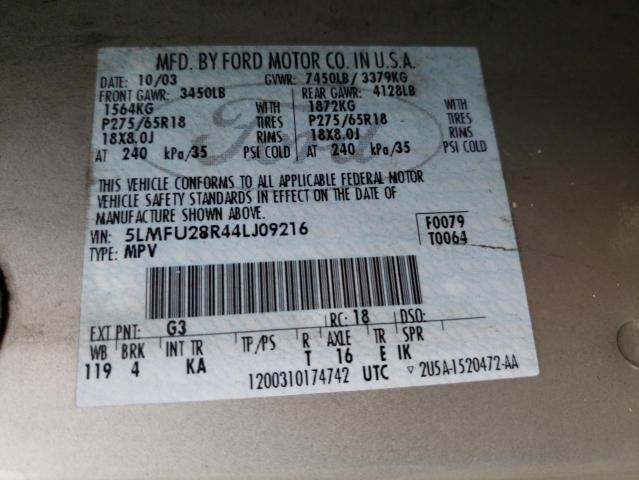 MFD. BY FORD MOTOR CO. IN U.S.A.
DATE: 10/03 GVWR: 7450LB/ 3379KG
FRONT GAWR: 3450LB REAR GAWR: 4128LB
1564KG WITH 1872KG WITH
P275/65R18 TIRES P275/65R18 TIRES
18X8.0J RIMS 18X8.0J RIMS
AT 240 kPa/35 PSI COLD AT 240 kPa/35 PSI COLD
Ford
THIS VEHICLE CONFORMS TO ALL APPLICABLE FEDERAL MOTOR
VEHICLE SAFETY STANDARDS IN EFFECT ON THE DATE OF
MANUFACTURE SHOWN ABOVE.
VIN: 5LMFU28R44LJ09216 F0079
TYPE: MPV T0064
EXT PNT: G3 RC: 18 DSO:
WB BRK INT TR TP/PS R AXLE TR SPR
119 4 KA T 16 E IK
1200310174742 UTC ▽ 2U5A-1520472-AA